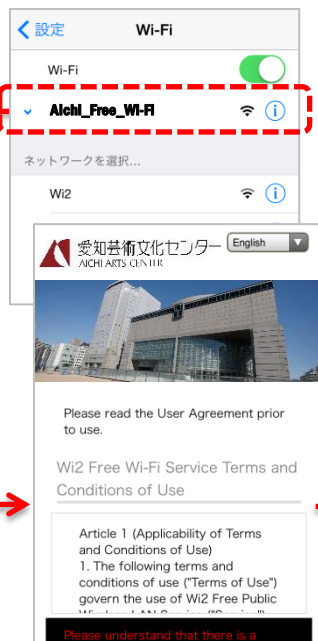 設定
Wi-Fi
Wi-Fi
Aichi_Free_Wi-Fi
ネットワークを選択...
Wi2
愛知芸術文化センター
AICHI ARTS CENTER
English
Please read the User Agreement prior
to use.
Wi2 Free Wi-Fi Service Terms and
Conditions of Use
Article 1 (Applicability of Terms
and Conditions of Use)
1. The following terms and
conditions of use ("Terms of Use")
govern the use of Wi2 Free Public
Wireless LAN Service ("Service")
Please understand that there is a